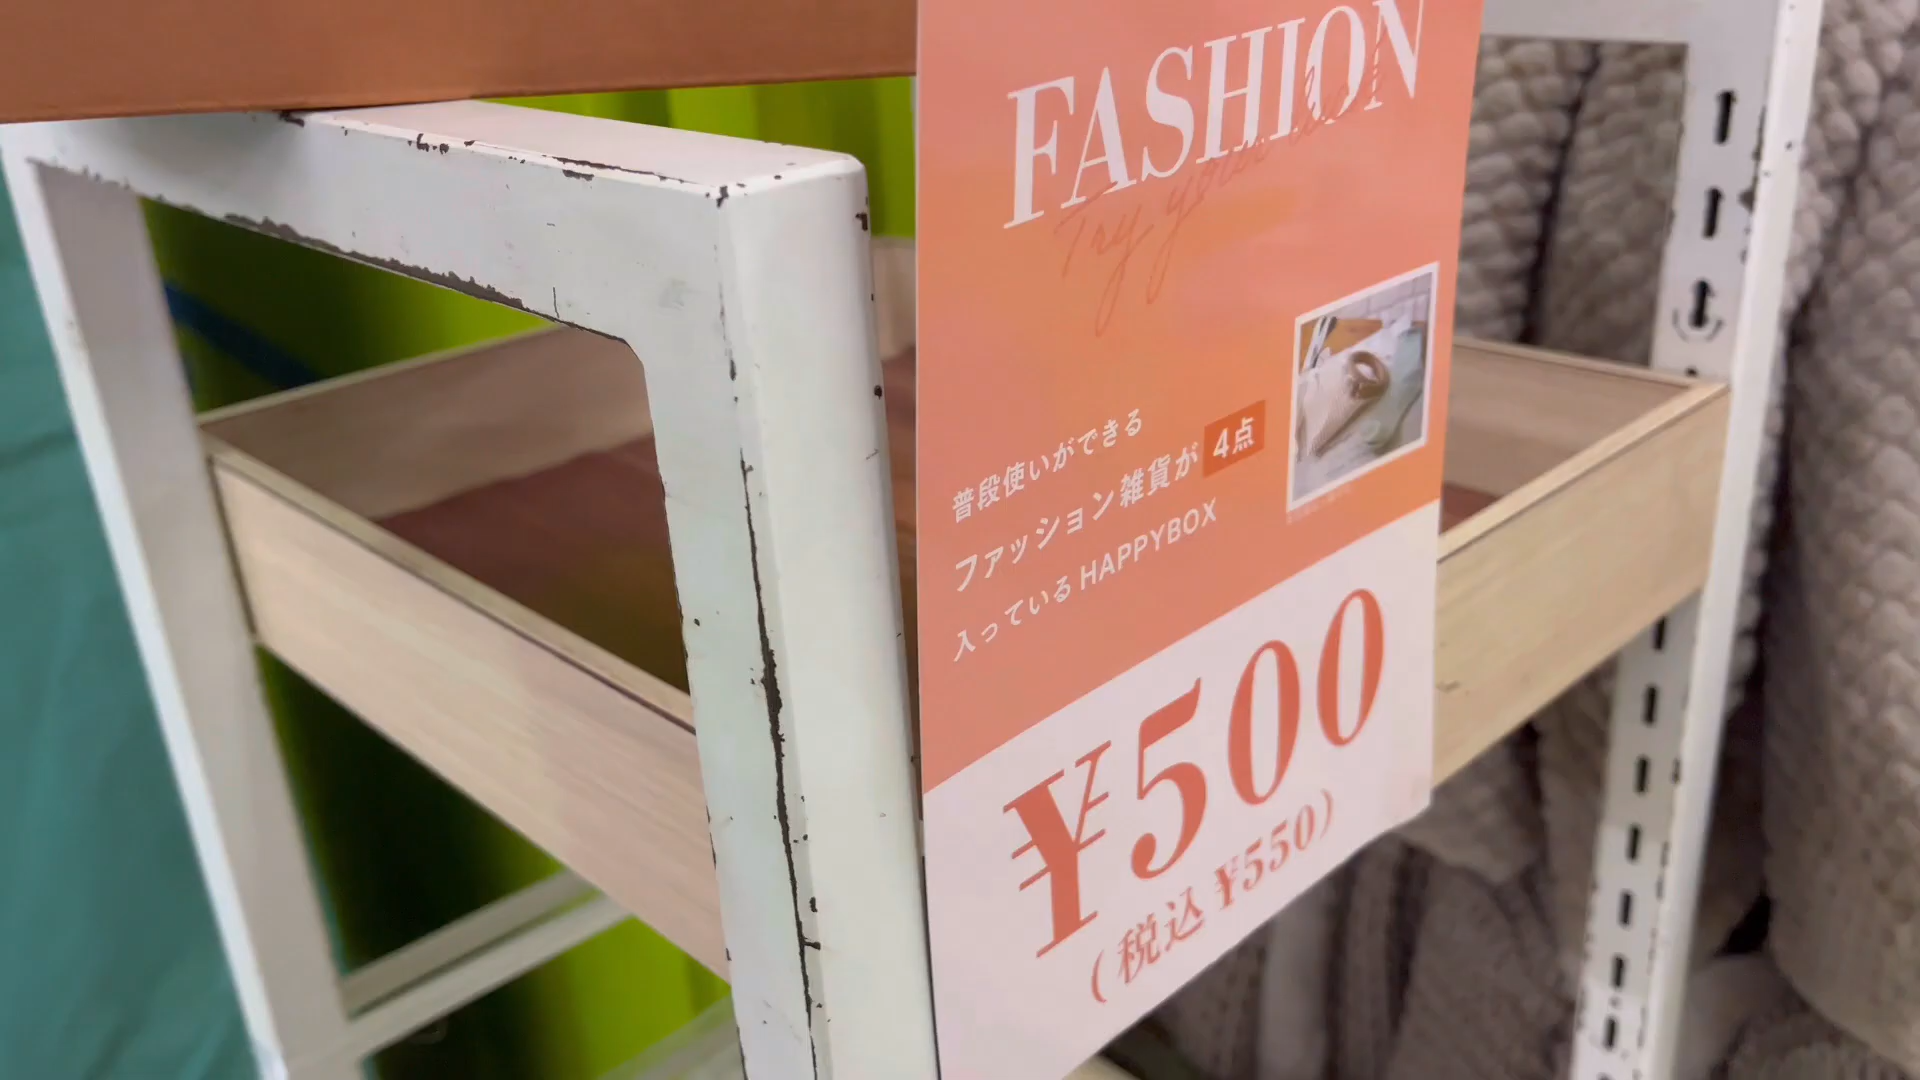 FASHION
普段使いができる
ファッション雑貨が 4点
入っている HAPPYBOX
¥500
(税込 ¥550)